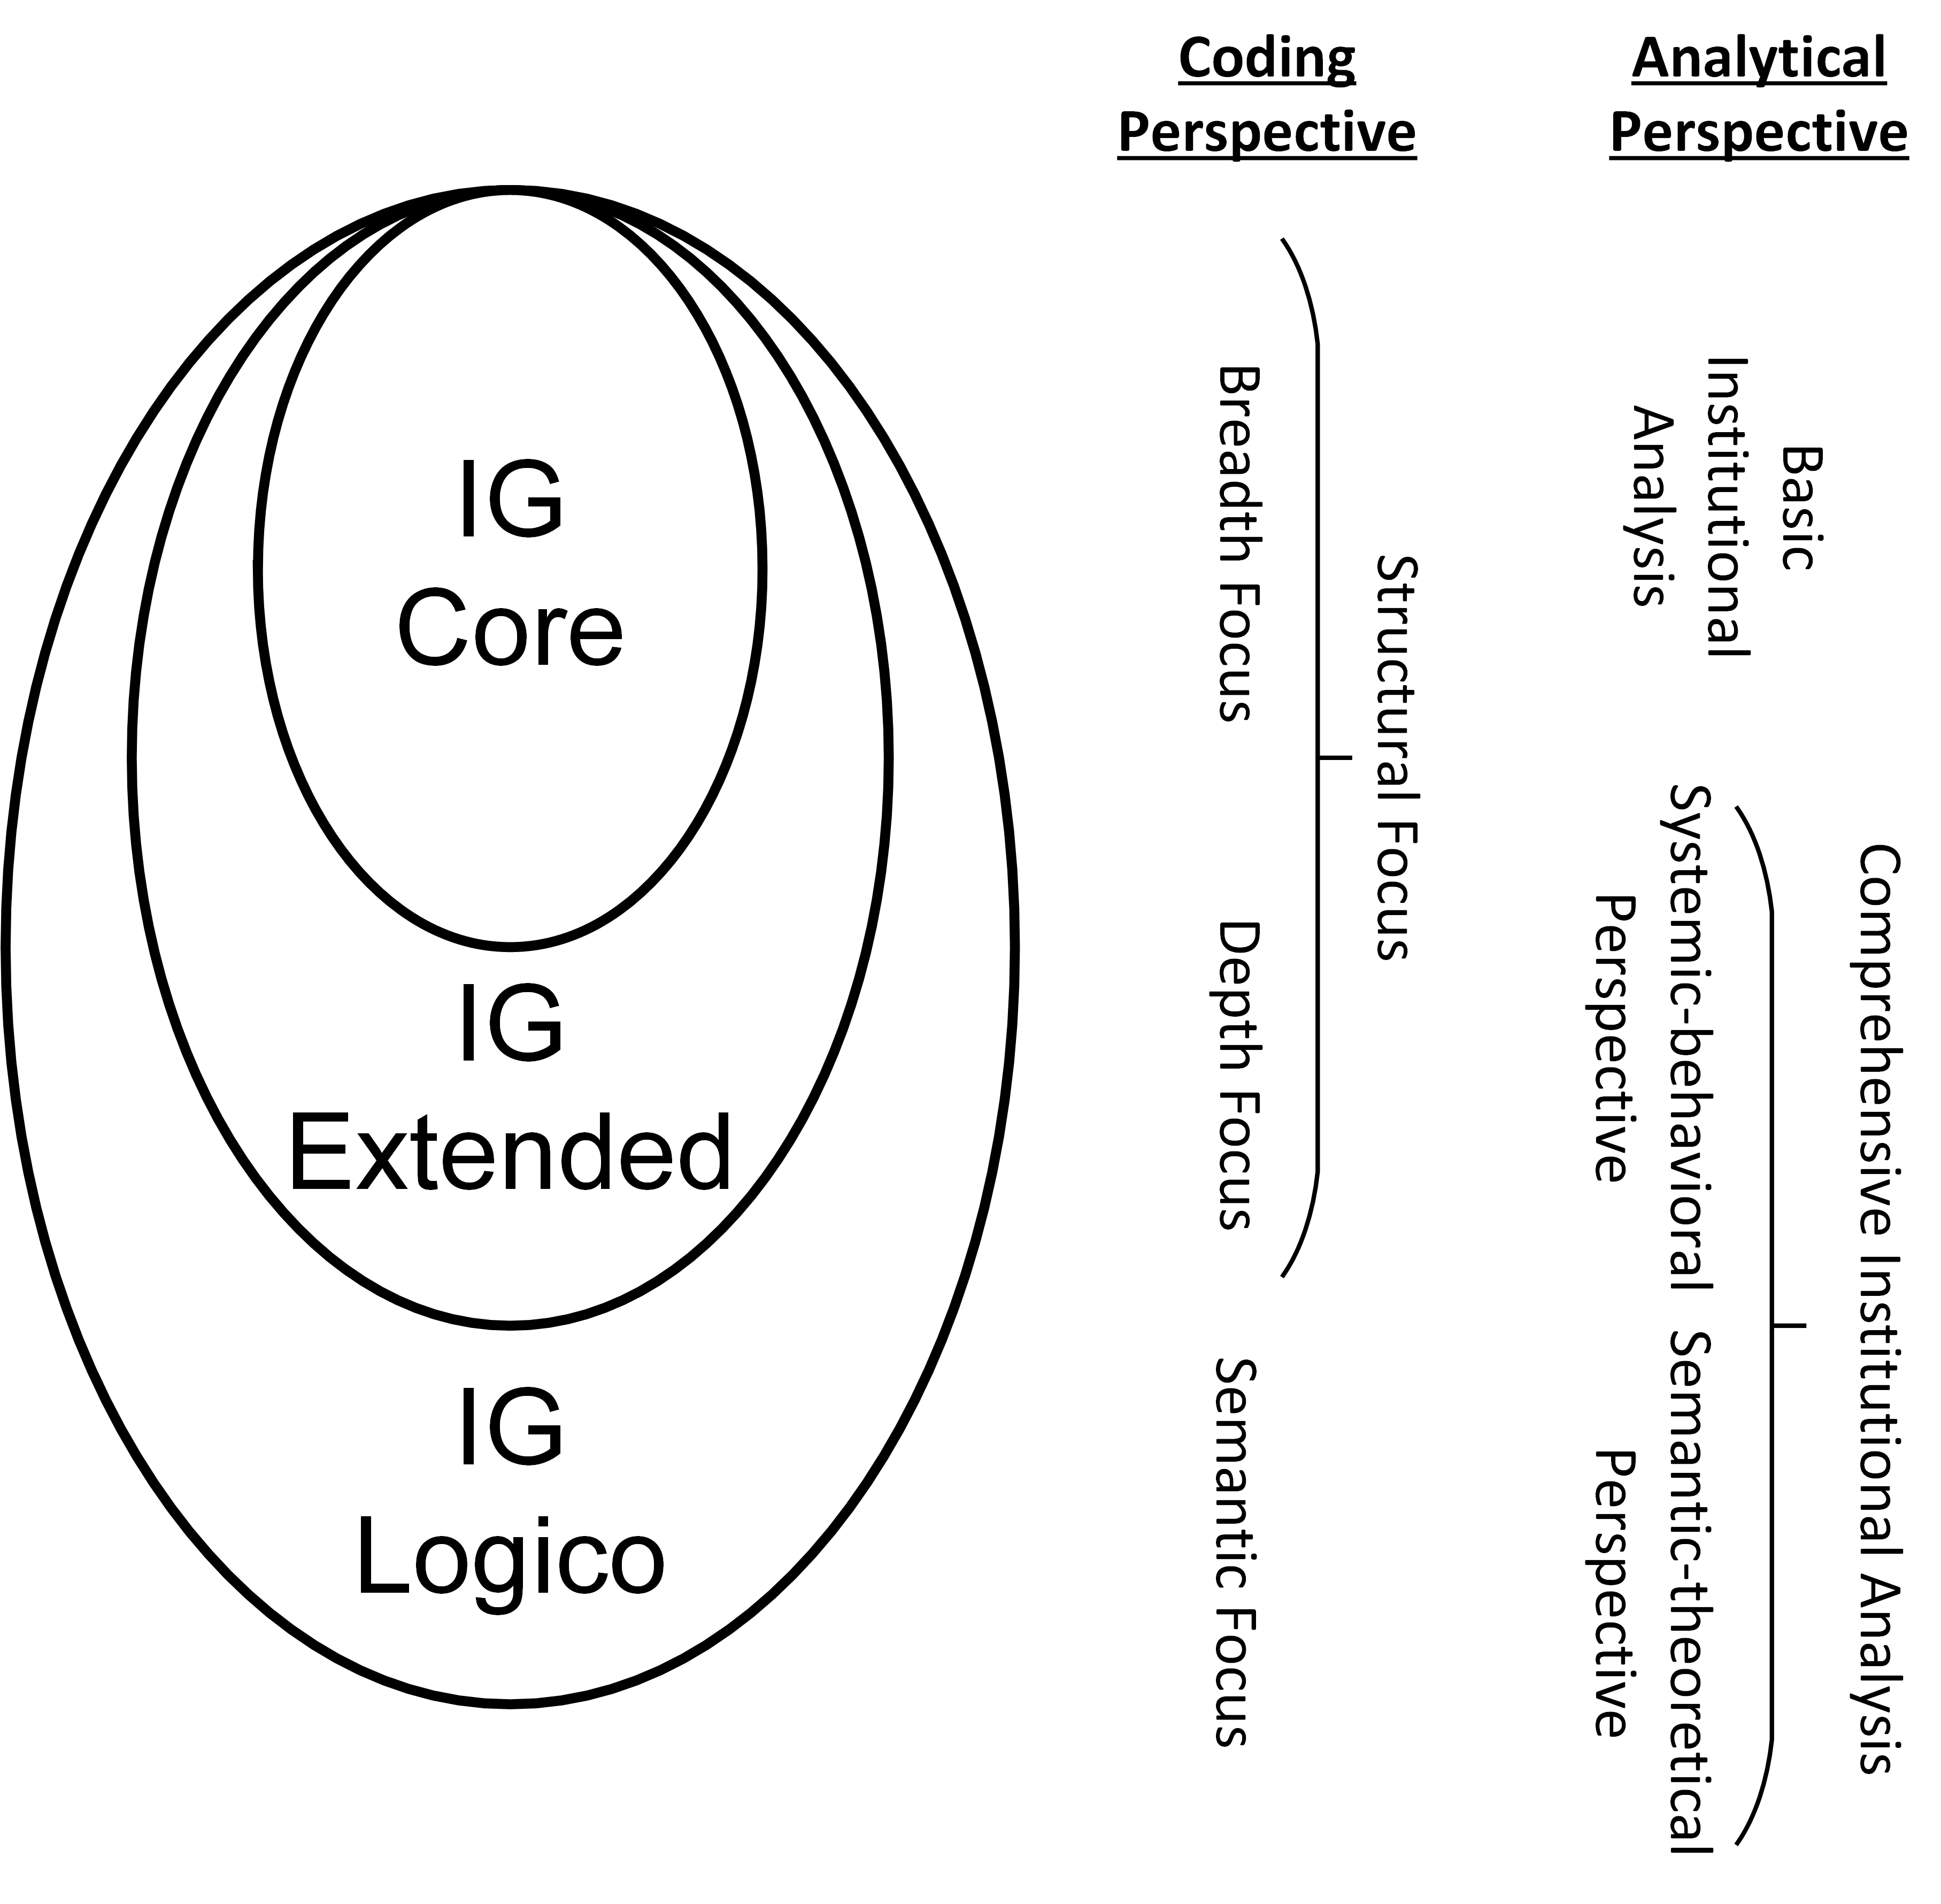 Coding
Perspective
Analytical
Perspective
IG
Core
IG
Extended
IG
Logico
Breadth Focus
Depth Focus
Structural Focus
Semantic Focus
Basic
Institutional
Analysis
Systemic-behavioral
Perspective
Semantic-theoretical
Perspective
Comprehensive Institutional Analysis